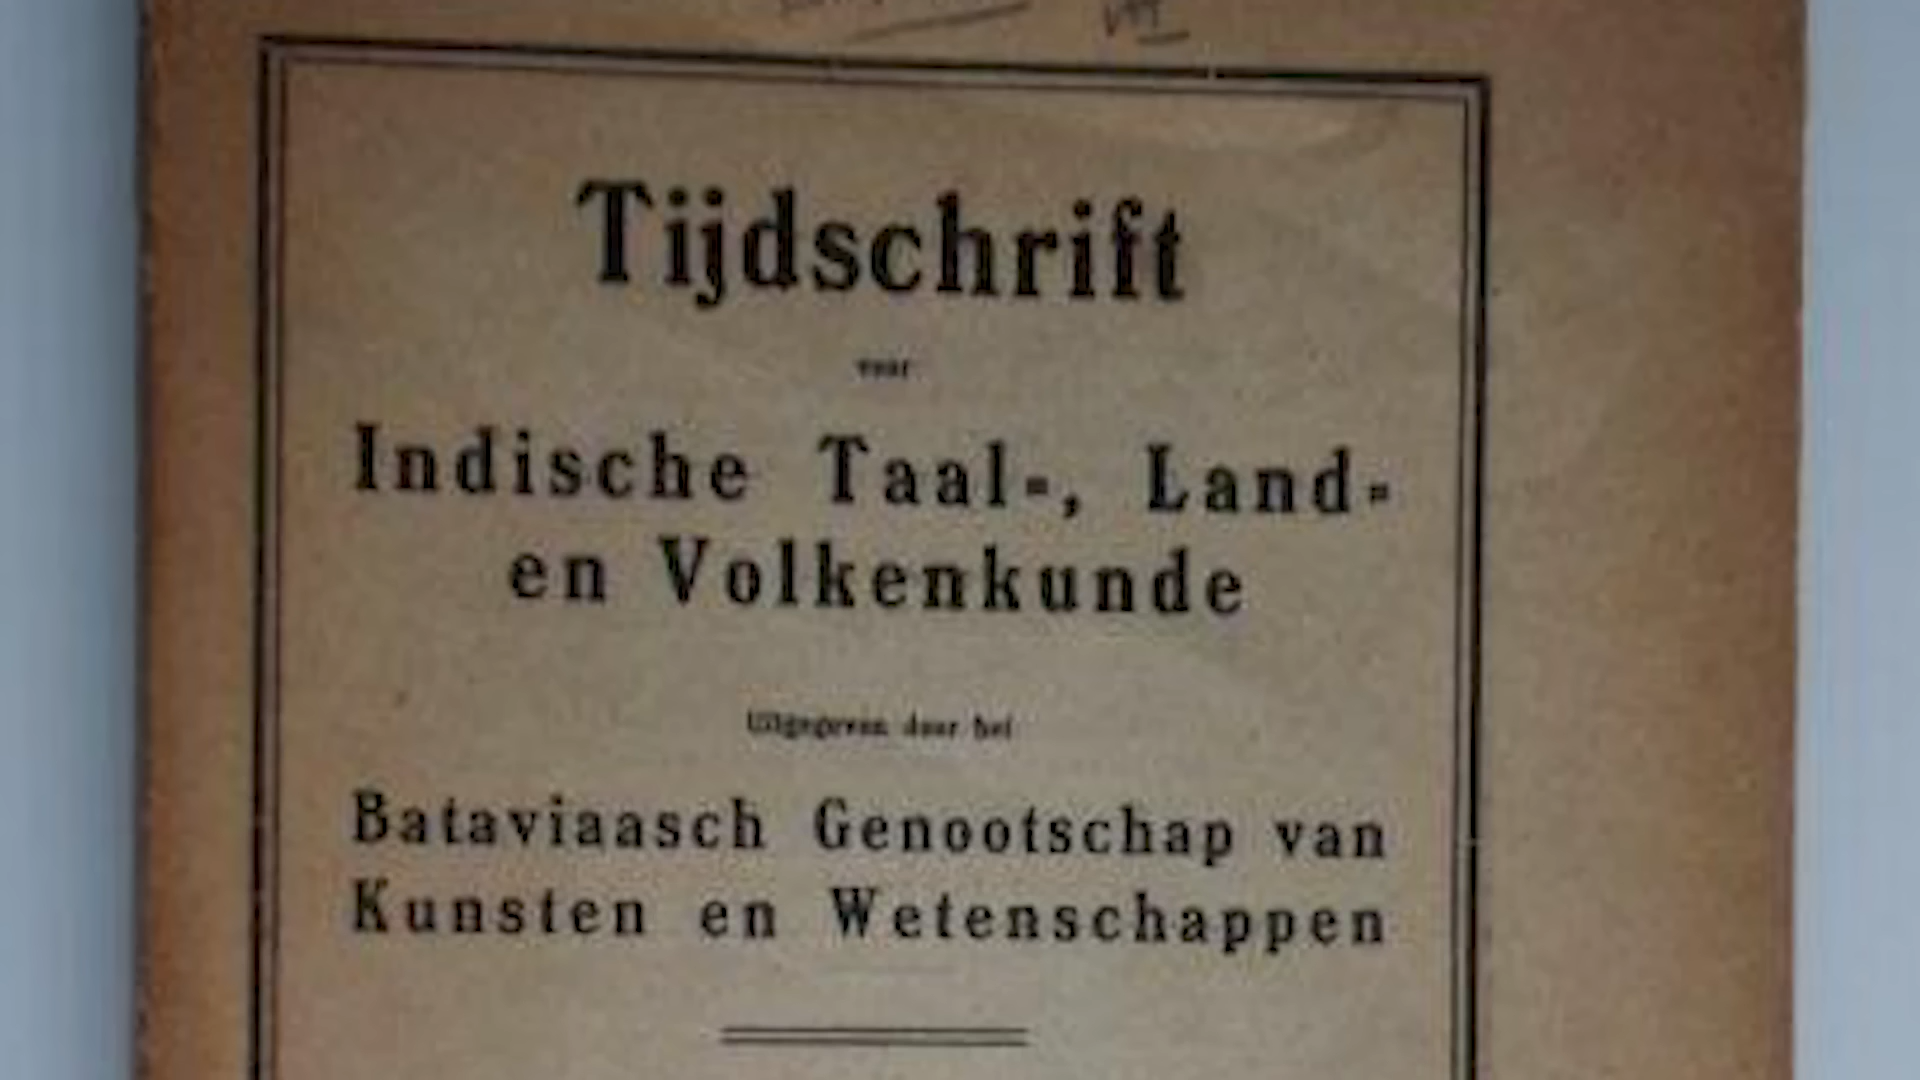 Tijdschrift
voor
Indische Taal-, Land-
en Volkenkunde
Uitgegeven door het
Bataviaasch Genootschap van
Kunsten en Wetenschappen